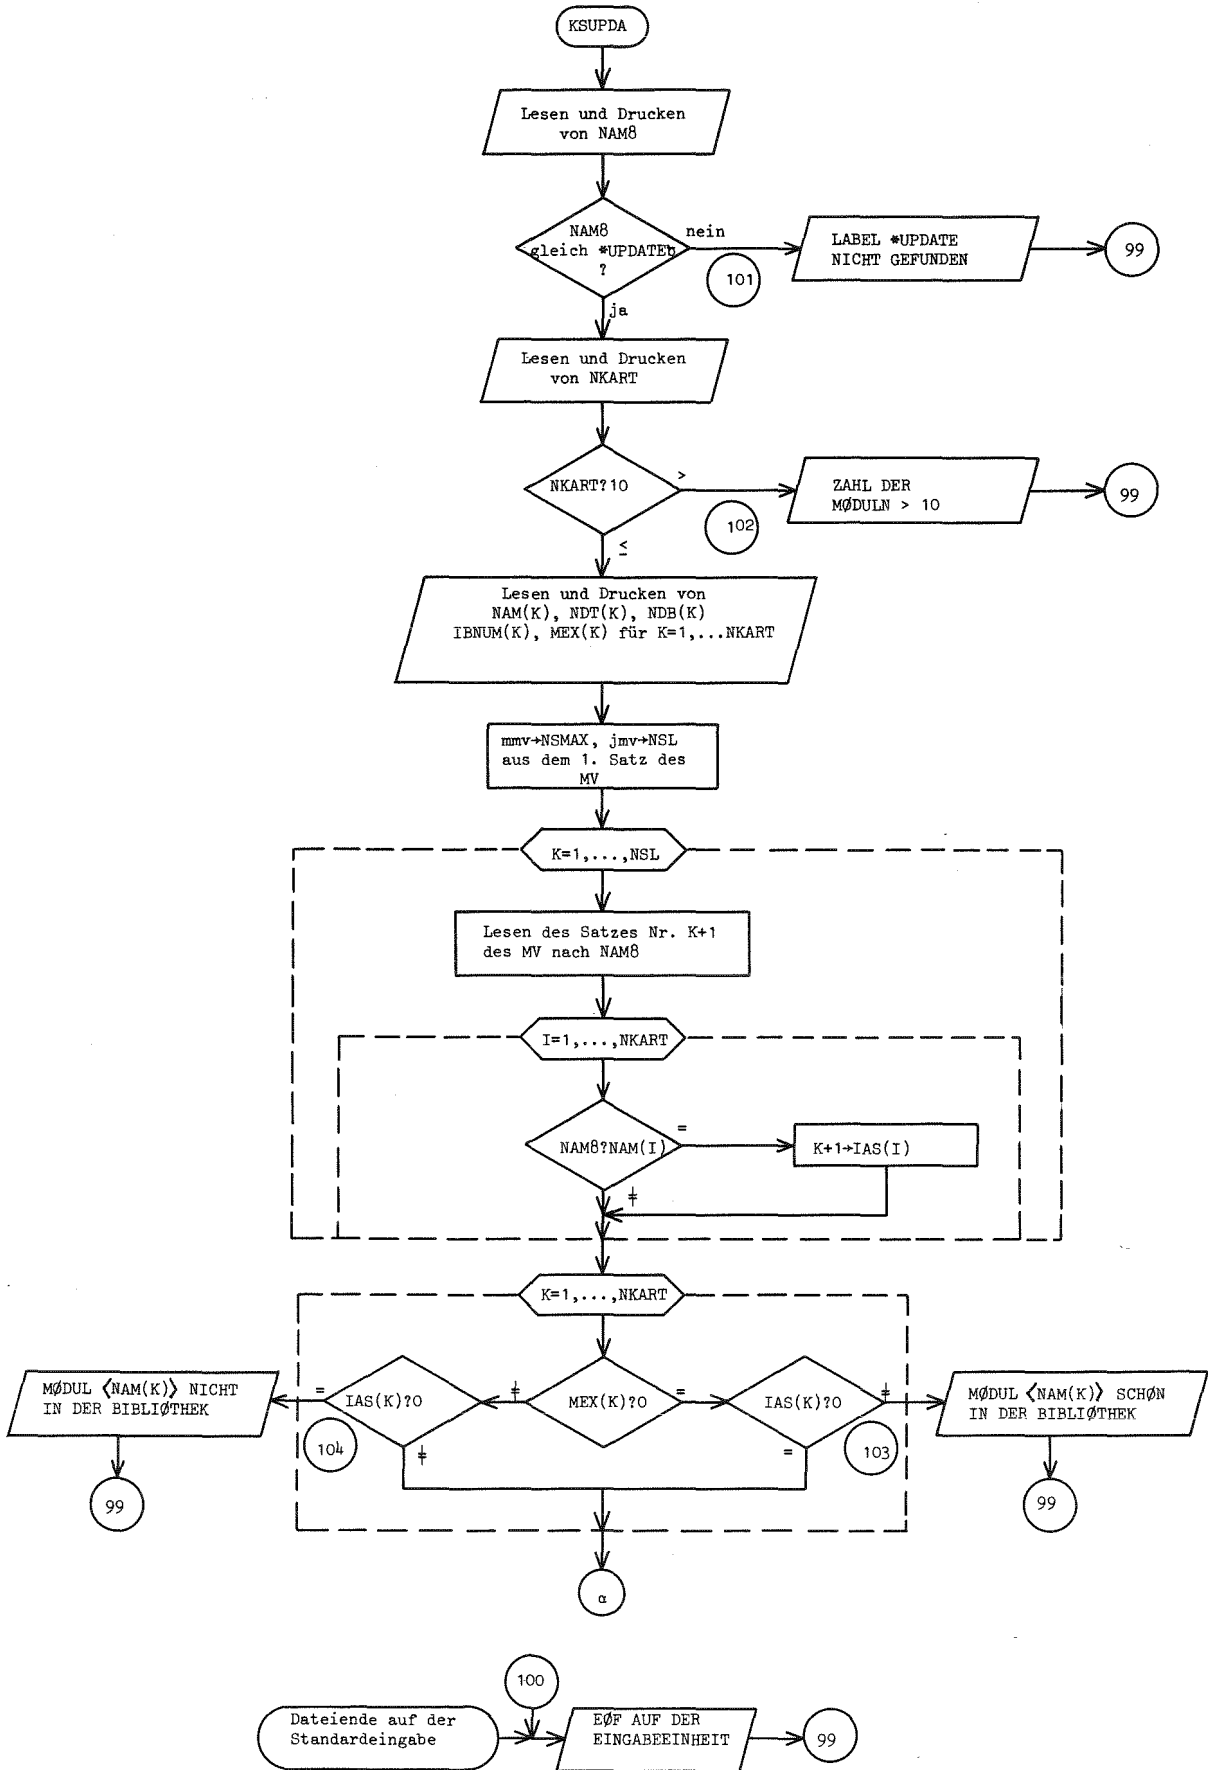 KSUPDA
Lesen und Drucken
von NAM8
NAM8
gleich *UPDATEb
?
nein
101
LABEL *UPDATE
NICHT GEFUNDEN
99
ja
Lesen und Drucken
von NKART
NKART?10
>
102
ZAHL DER
MØDULN > 10
99
≤
Lesen und Drucken von
NAM(K), NDT(K), NDB(K)
IBNUM(K), MEX(K) für K=1,...NKART
mmv→NSMAX, jmv→NSL
aus dem 1. Satz des
MV
K=1,...,NSL
Lesen des Satzes Nr. K+1
des MV nach NAM8
I=1,...,NKART
NAM8?NAM(I)
=
K+1→IAS(I)
≠
K=1,...,NKART
MØDUL <NAM(K)> NICHT
IN DER BIBLIØTHEK
=
IAS(K)?0
≠
MEX(K)?0
=
IAS(K)?0
≠
MØDUL <NAM(K)> SCHØN
IN DER BIBLIØTHEK
104
≠
=
103
99
99
α
100
Dateiende auf der
Standardeingabe
EØF AUF DER
EINGABEEINHEIT
99